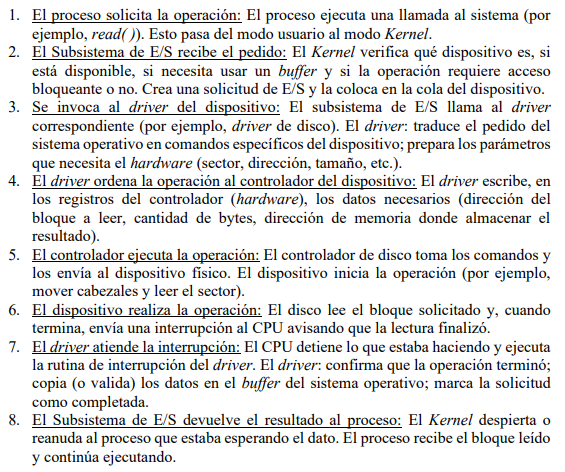 1. El proceso solicita la operación: El proceso ejecuta una llamada al sistema (por
ejemplo, read( )). Esto pasa del modo usuario al modo Kernel.
2. El Subsistema de E/S recibe el pedido: El Kernel verifica qué dispositivo es, si
está disponible, si necesita usar un buffer y si la operación requiere acceso
bloqueante o no. Crea una solicitud de E/S y la coloca en la cola del dispositivo.
3. Se invoca al driver del dispositivo: El subsistema de E/S llama al driver
correspondiente (por ejemplo, driver de disco). El driver: traduce el pedido del
sistema operativo en comandos específicos del dispositivo; prepara los parámetros
que necesita el hardware (sector, dirección, tamaño, etc.).
4. El driver ordena la operación al controlador del dispositivo: El driver escribe, en
los registros del controlador (hardware), los datos necesarios (dirección del
bloque a leer, cantidad de bytes, dirección de memoria donde almacenar el
resultado).
5. El controlador ejecuta la operación: El controlador de disco toma los comandos y
los envía al dispositivo físico. El dispositivo inicia la operación (por ejemplo,
mover cabezales y leer el sector).
6. El dispositivo realiza la operación: El disco lee el bloque solicitado y, cuando
termina, envía una interrupción al CPU avisando que la lectura finalizó.
7. El driver atiende la interrupción: El CPU detiene lo que estaba haciendo y ejecuta
la rutina de interrupción del driver. El driver: confirma que la operación terminó;
copia (o valida) los datos en el buffer del sistema operativo; marca la solicitud
como completada.
8. El Subsistema de E/S devuelve el resultado al proceso: El Kernel despierta o
reanuda al proceso que estaba esperando el dato. El proceso recibe el bloque leído
y continúa ejecutando.